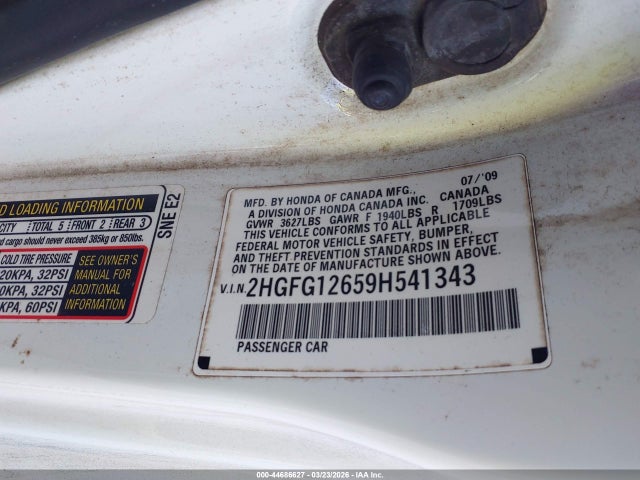 D LOADING INFORMATION
CITY TOTAL 5 FRONT 2 REAR 3
d cargo should never exceed 385kg or 850lbs.
COLD TIRE PRESSURE
20KPA, 32PSI
0KPA, 32PSI
KPA, 60PSI
SEE OWNER'S
MANUAL FOR
ADDITIONAL
INFORMATION
SNE E2
MFD. BY HONDA OF CANADA MFG., 07/'09
A DIVISION OF HONDA CANADA INC. CANADA
GVWR 3627LBS GAWR F 1940LBS R 1709LBS
THIS VEHICLE CONFORMS TO ALL APPLICABLE
FEDERAL MOTOR VEHICLE SAFETY, BUMPER,
AND THEFT PREVENTION STANDARDS IN EFFECT
ON THE DATE OF MANUFACTURE SHOWN ABOVE.
V.I.N. 2HGFG12659H541343
PASSENGER CAR
000-44686627 - 03/23/2026 - IAA Inc.